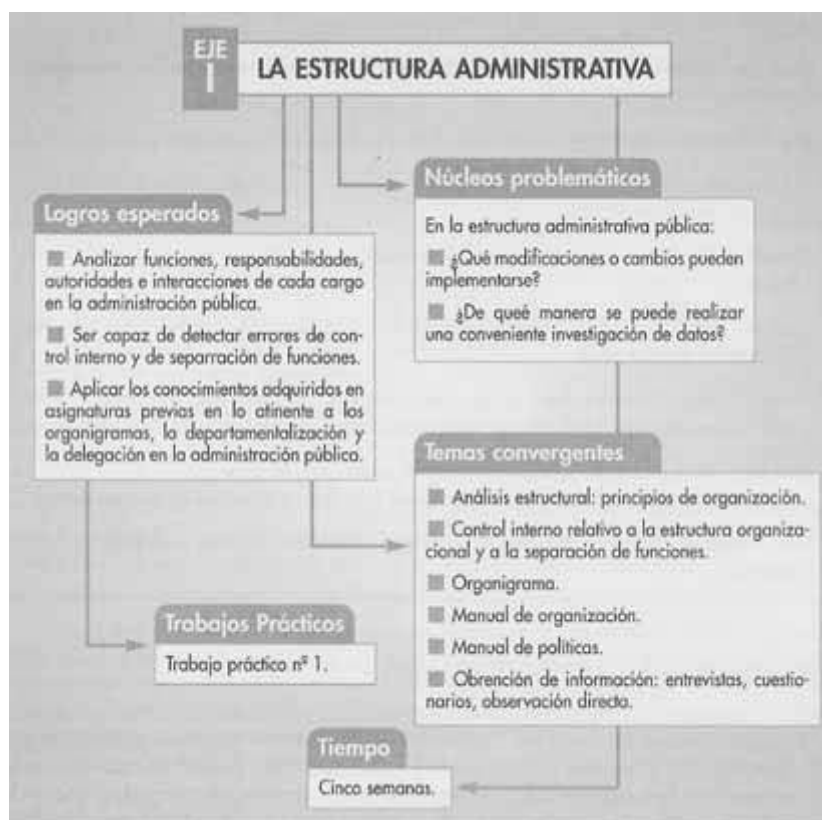 EJE
1
LA ESTRUCTURA ADMINISTRATIVA
Logros esperados
■ Analizar funciones, responsabilidades,
autoridades e interacciones de cada cargo
en la administración pública.
■ Ser capaz de detectar errores de con-
trol interno y de separración de funciones.
■ Aplicar los conocimientos adquiridos en
asignaturas previas en lo atinente a los
organigramas, la departamentalización y
la delegación en la administración pública.
Núcleos problemáticos
En la estructura administrativa pública:
■ ¿Qué modificaciones o cambios pueden
implementarse?
■ ¿De queé manera se puede realizar
una conveniente investigación de datos?
Temas convergentes
■ Análisis estructural: principios de organización.
■ Control interno relativo a la estructura organiza-
cional y a la separación de funciones.
■ Organigrama.
■ Manual de organización.
■ Manual de políticas.
■ Obrención de información: entrevistas, cuestio-
narios, observación directa.
Trabajos Prácticos
Trabajo práctico nº 1.
Tiempo
Cinco semanas.